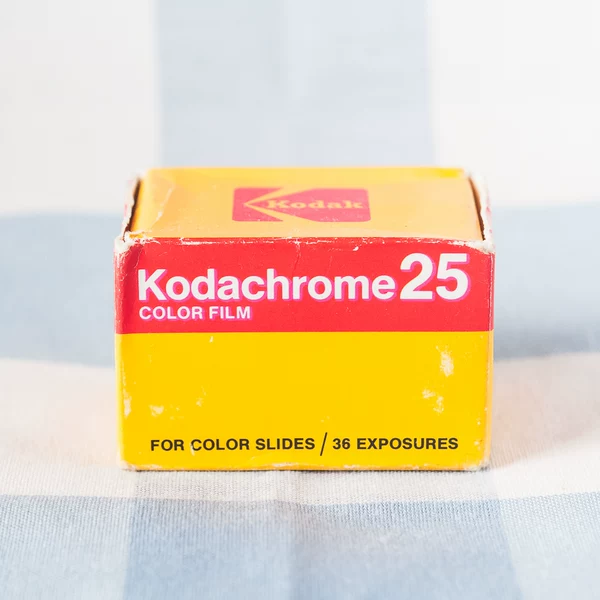 Kodak
Kodachrome 25
COLOR FILM
FOR COLOR SLIDES / 36 EXPOSURES